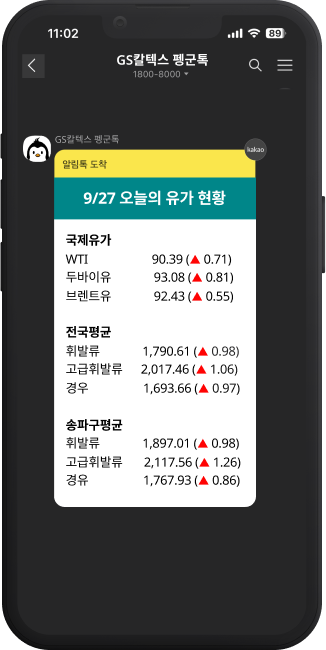 11:02
89
GS칼텍스 펭군톡
1800-8000
GS칼텍스 펭군톡
kakao
알림톡 도착
9/27 오늘의 유가 현황
국제유가
WTI 90.39 (▲ 0.71)
두바이유 93.08 (▲ 0.81)
브렌트유 92.43 (▲ 0.55)
전국평균
휘발류 1,790.61 (▲ 0.98)
고급휘발류 2,017.46 (▲ 1.06)
경우 1,693.66 (▲ 0.97)
송파구평균
휘발류 1,897.01 (▲ 0.98)
고급휘발류 2,117.56 (▲ 1.26)
경유 1,767.93 (▲ 0.86)